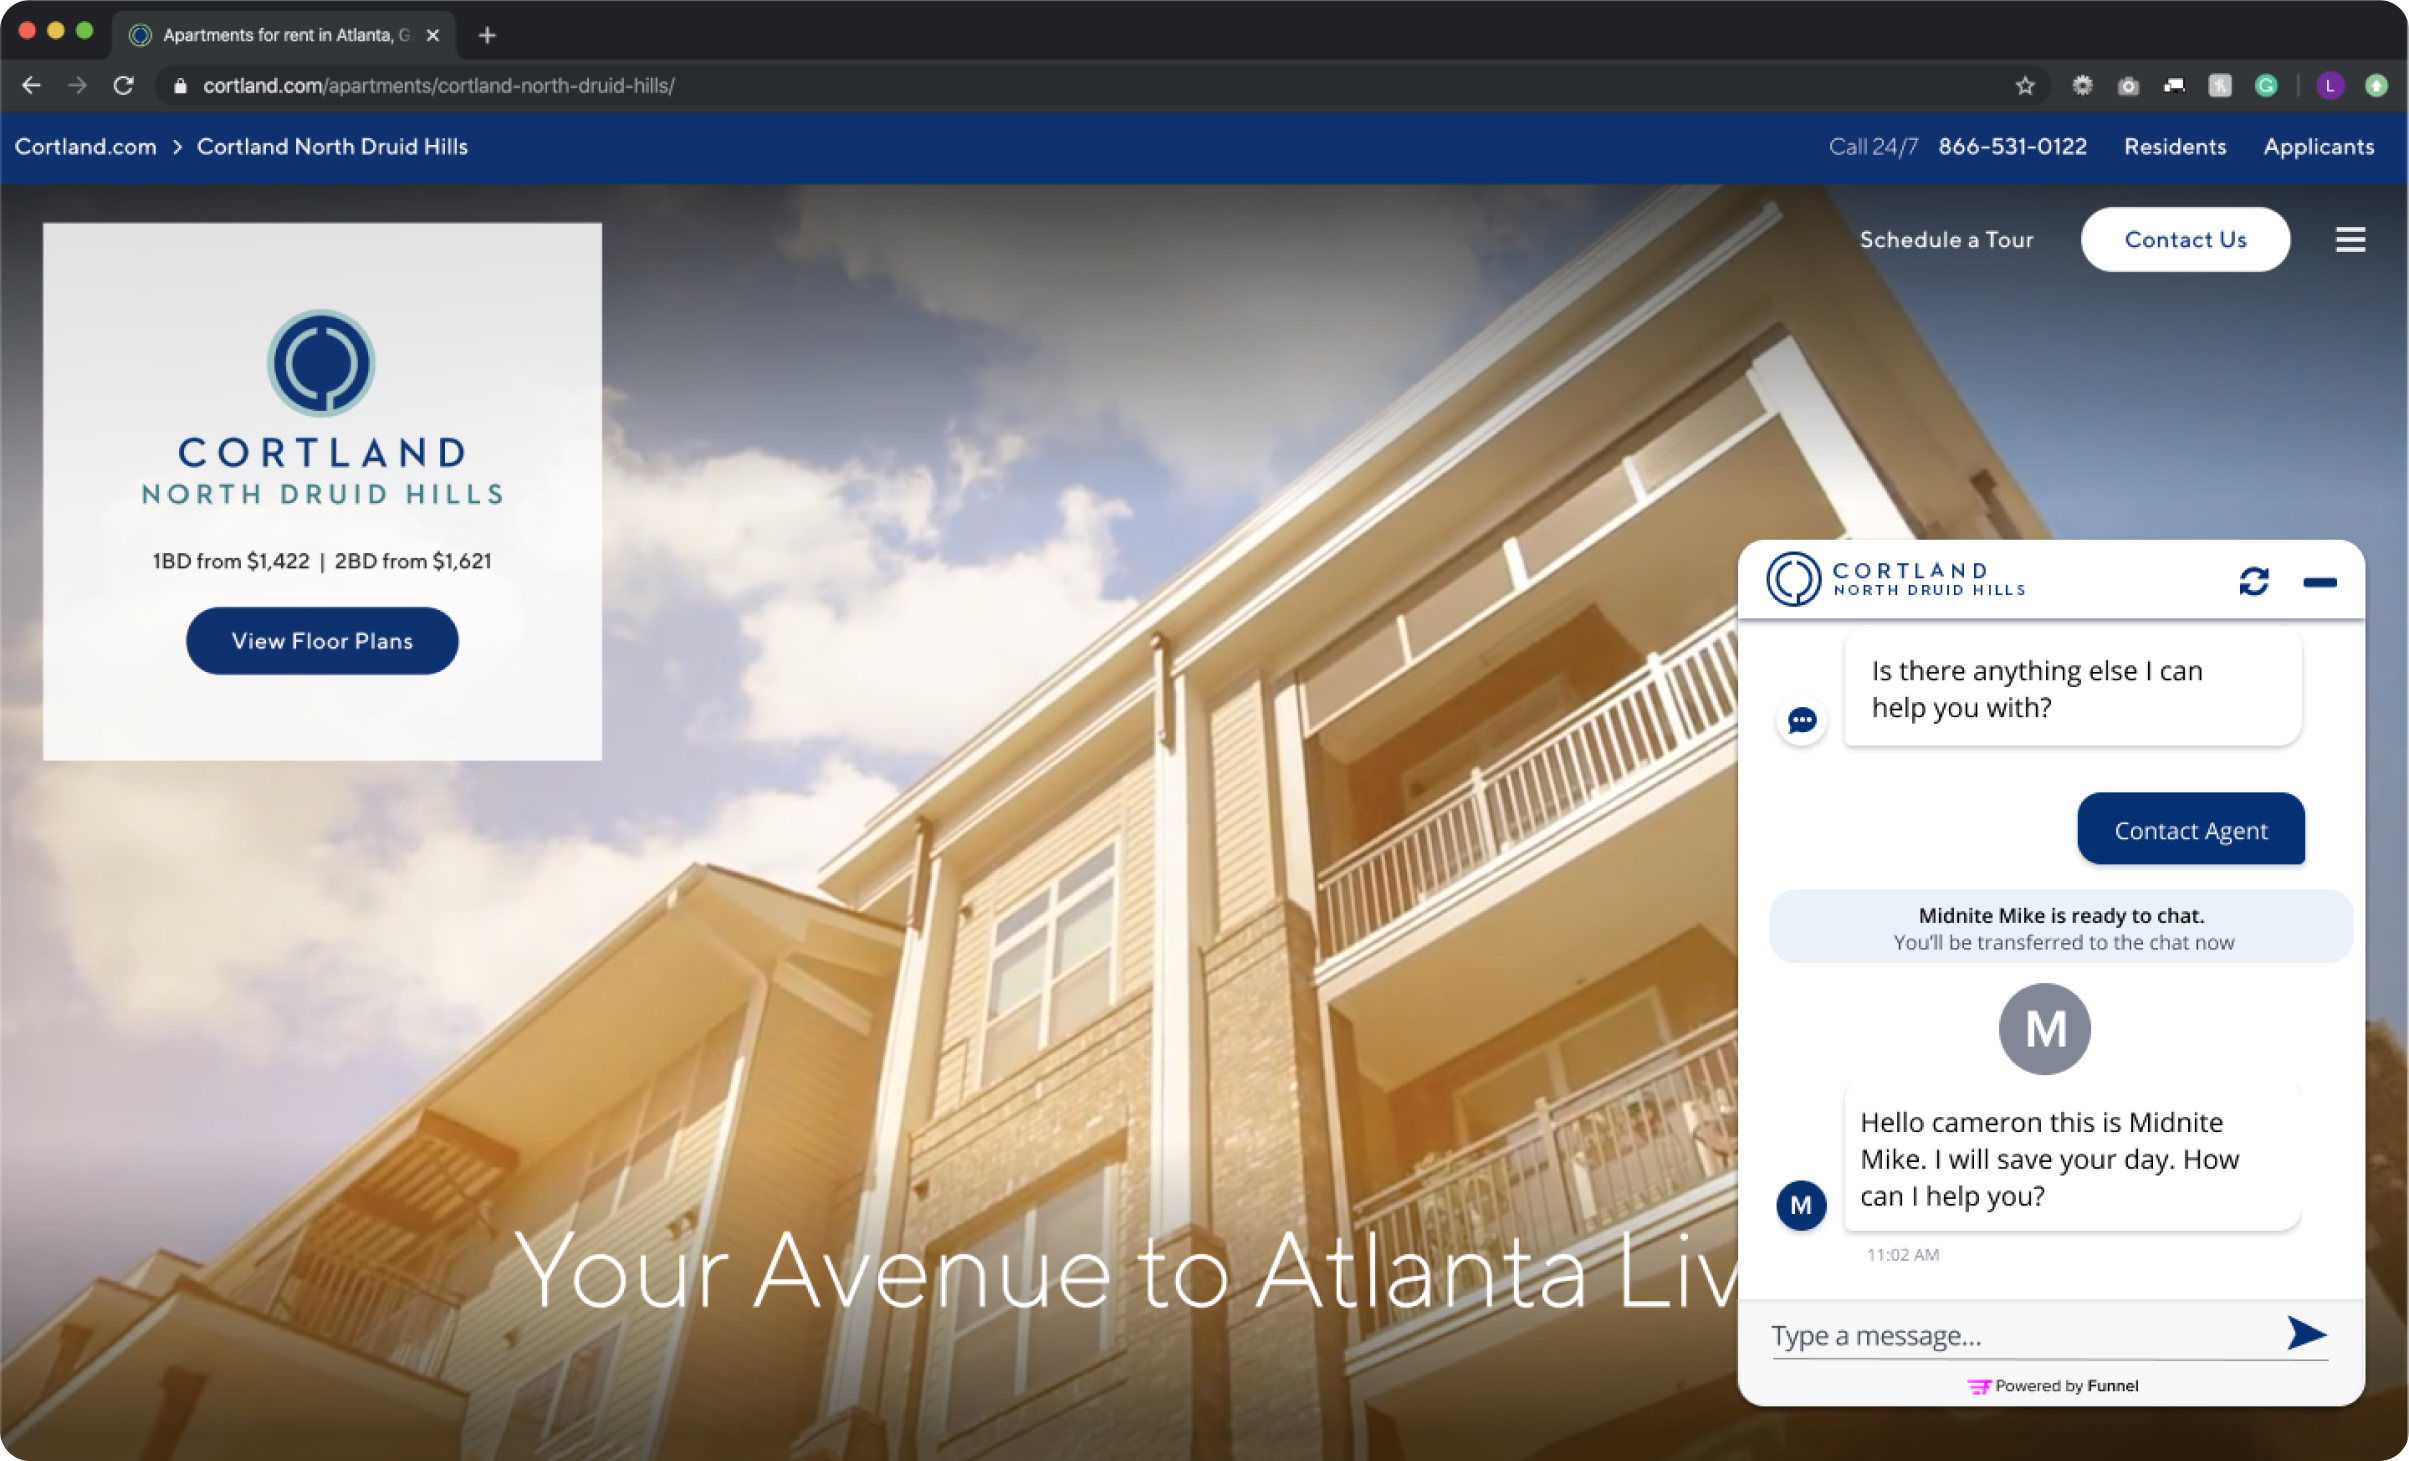 Apartments for rent in Atlanta, G
cortland.com/apartments/cortland-north-druid-hills/
L
Cortland.com > Cortland North Druid Hills
Call 24/7 866-531-0122 Residents Applicants
Schedule a Tour Contact Us
CORTLAND
NORTH DRUID HILLS
1BD from $1,422 | 2BD from $1,621
View Floor Plans
Your Avenue to Atlanta Liv
CORTLAND
NORTH DRUID HILLS
Is there anything else I can
help you with?
Contact Agent
Midnite Mike is ready to chat.
You'll be transferred to the chat now
M
Hello cameron this is Midnite
Mike. I will save your day. How
can I help you?
M
11:02 AM
Type a message...
Powered by Funnel